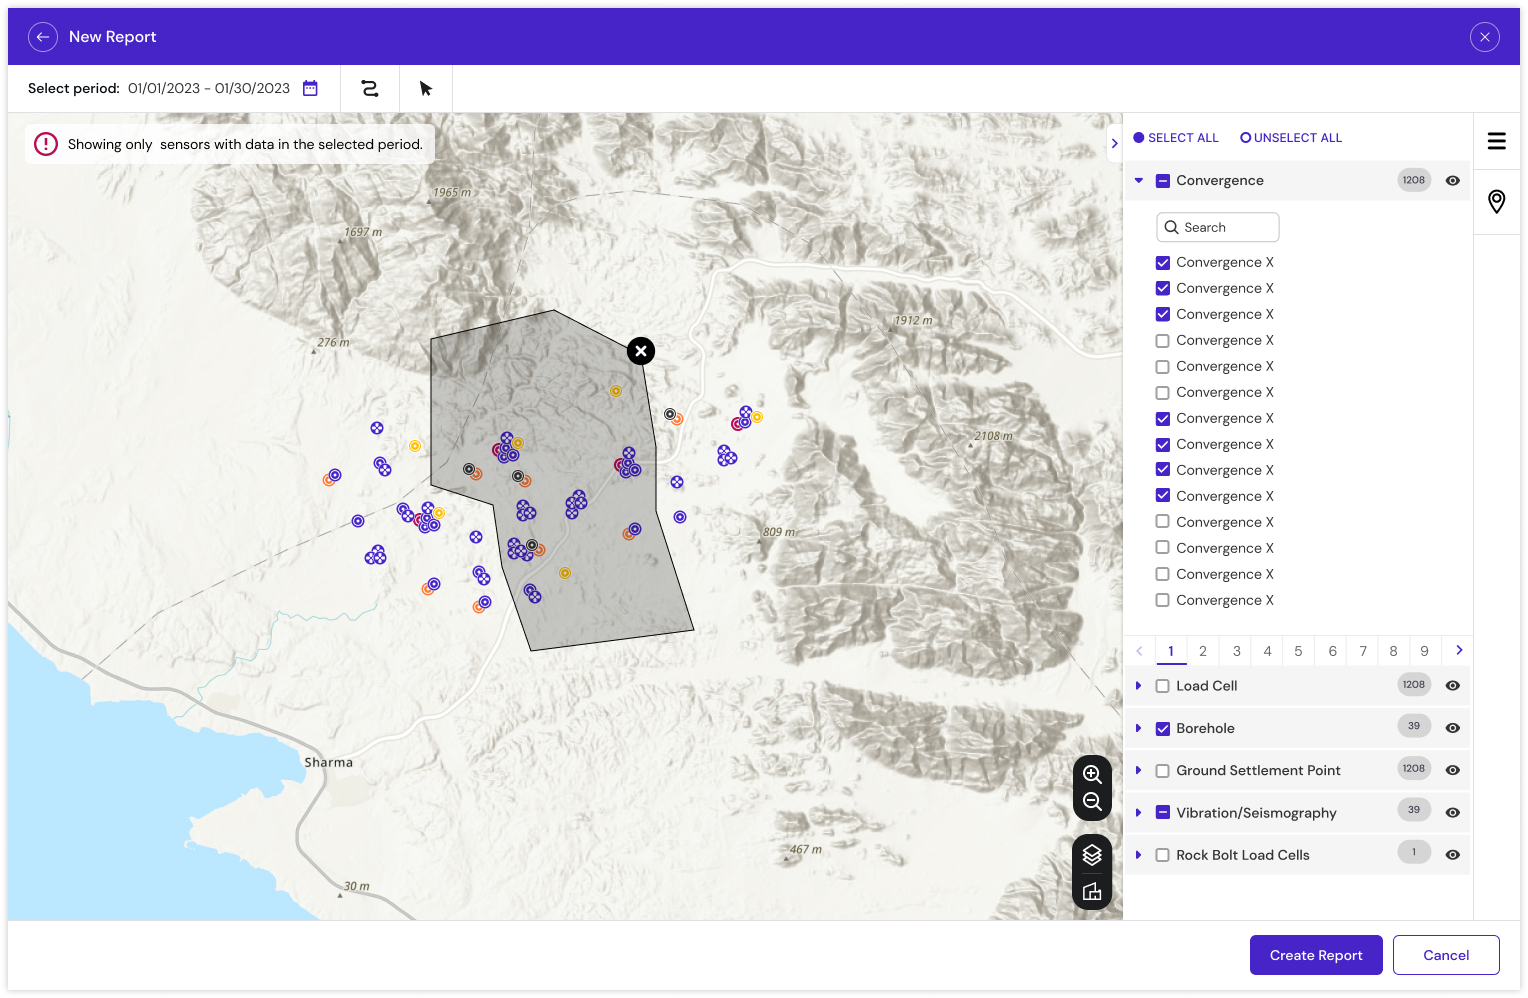 New Report
Select period: 01/01/2023 - 01/30/2023
Showing only sensors with data in the selected period.
1965 m
1697 m
276 m
1912 m
2108 m
809 m
Sharma
467 m
30 m
SELECT ALL
UNSELECT ALL
Convergence
1208
Search
Convergence X
Convergence X
Convergence X
Convergence X
Convergence X
Convergence X
Convergence X
Convergence X
Convergence X
Convergence X
Convergence X
Convergence X
Convergence X
Convergence X
1 2 3 4 5 6 7 8 9
Load Cell 1208
Borehole 39
Ground Settlement Point 1208
Vibration/Seismography 39
Rock Bolt Load Cells 1
Create Report
Cancel